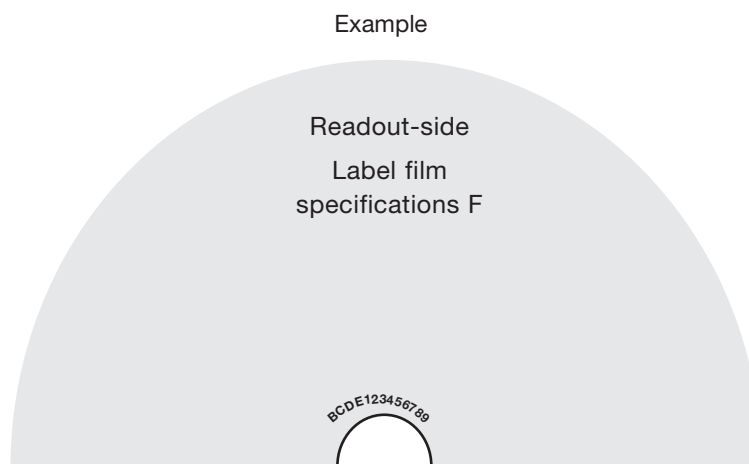 Example
Readout-side
Label film
specifications F
BCDE123456789